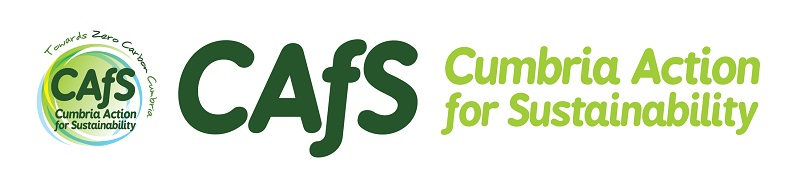 Towards Zero Carbon Cumbria
CAfS
Cumbria Action
for Sustainability
CAfS
Cumbria Action
for Sustainability